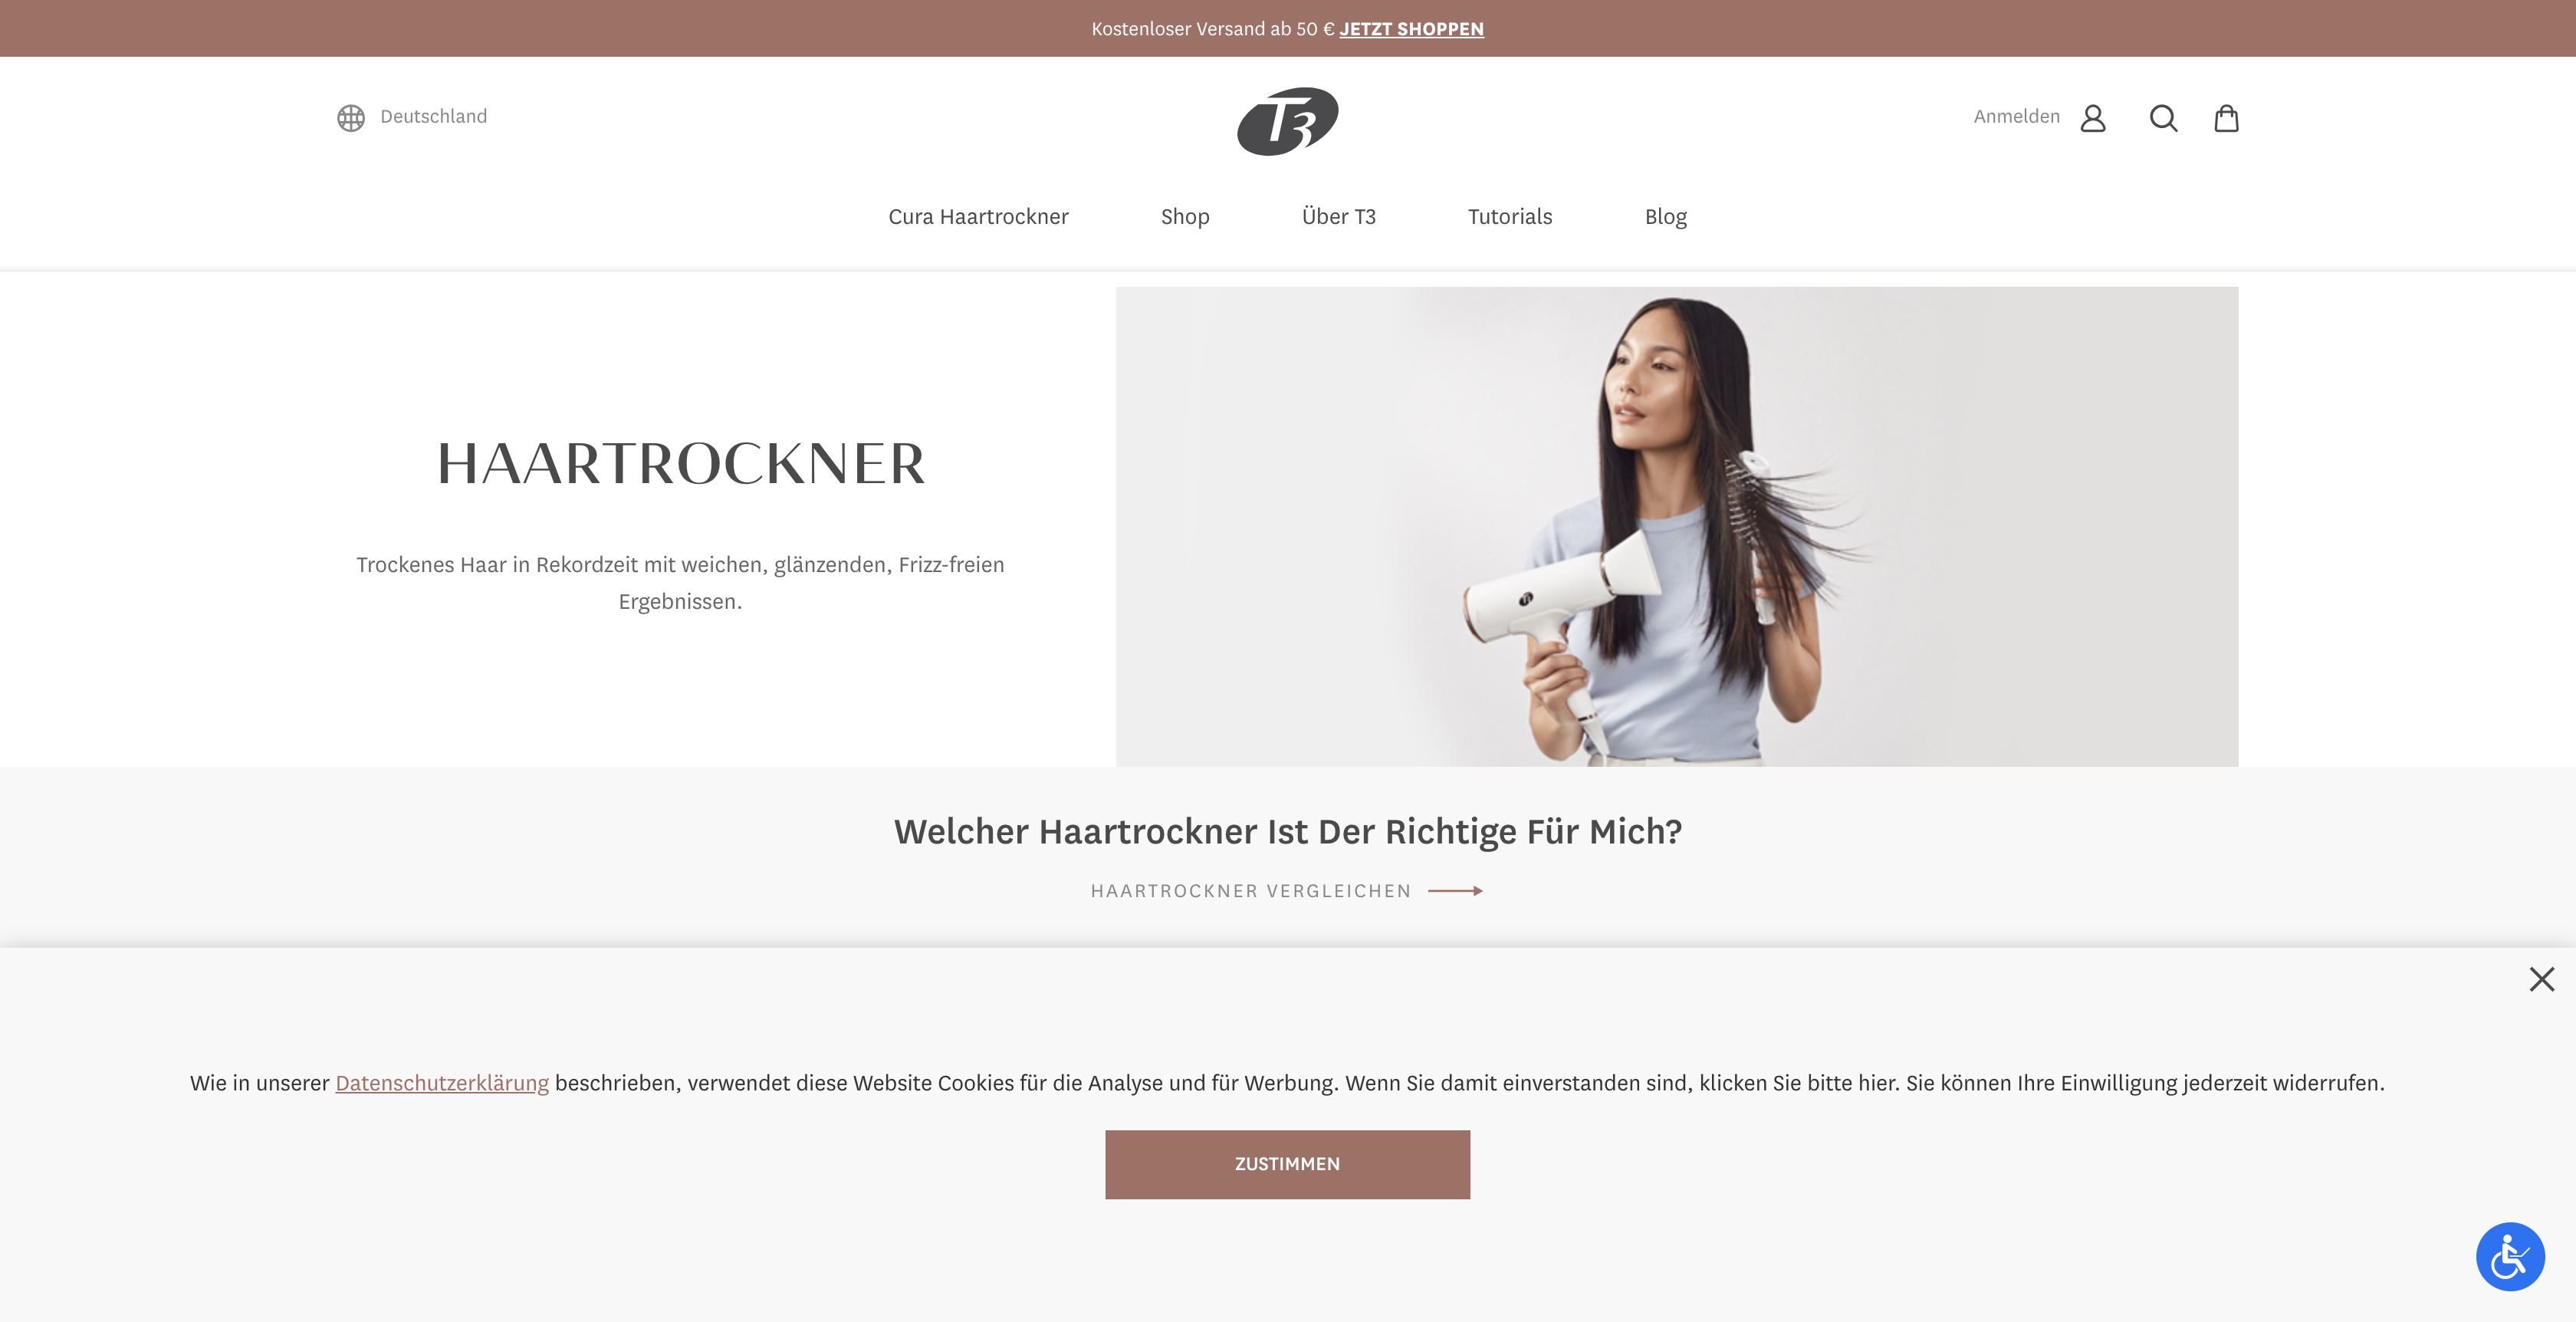 Kostenloser Versand ab 50 € JETZT SHOPPEN
Deutschland
T3
Anmelden
Cura Haartrockner
Shop
Über T3
Tutorials
Blog
HAARTROCKNER
Trockenes Haar in Rekordzeit mit weichen, glänzenden, Frizz-freien
Ergebnissen.
T3
Welcher Haartrockner Ist Der Richtige Für Mich?
HAARTROCKNER VERGLEICHEN
Wie in unserer Datenschutzerklärung beschrieben, verwendet diese Website Cookies für die Analyse und für Werbung. Wenn Sie damit einverstanden sind, klicken Sie bitte hier. Sie können Ihre Einwilligung jederzeit widerrufen.
ZUSTIMMEN